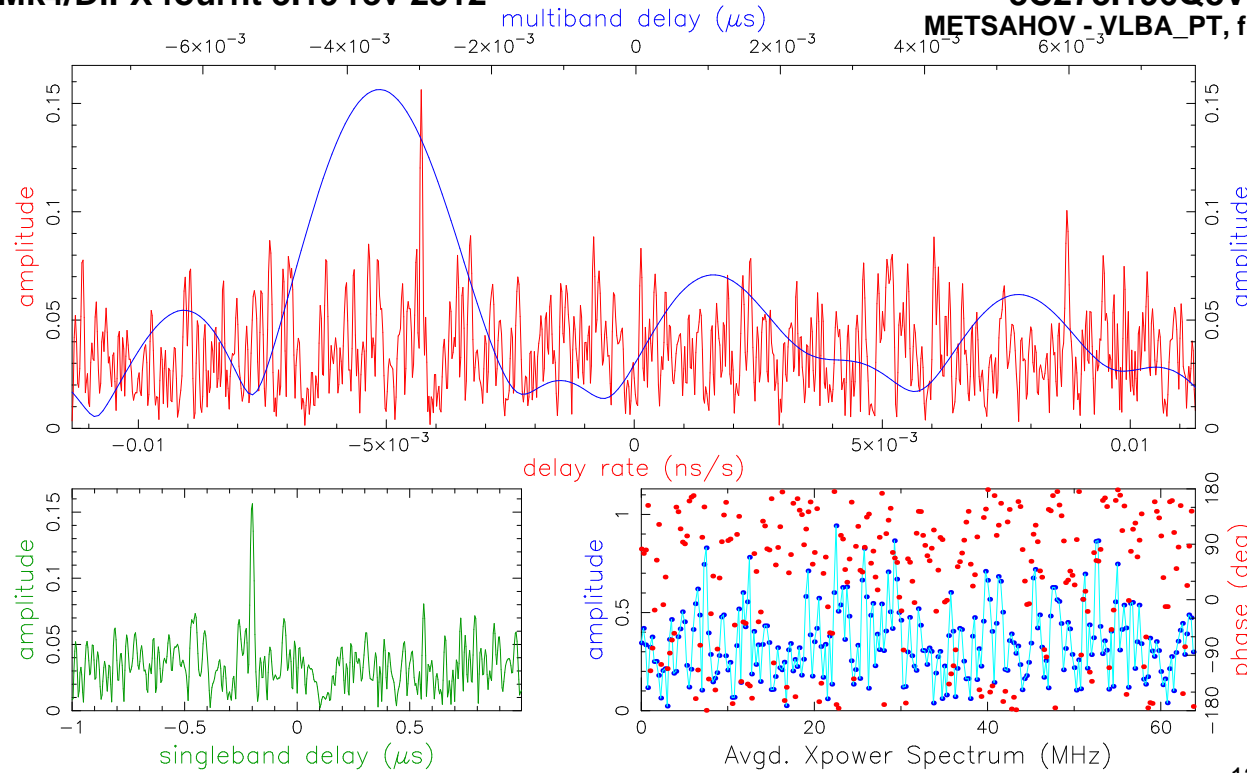 multiband delay (μs)
METSAHOV - VLBA_PT, f
−6×10⁻³ −4×10⁻³ −2×10⁻³ 0 2×10⁻³ 4×10⁻³ 6×10⁻³
amplitude
0 0.05 0.1 0.15
0 0.05 0.1 0.15
amplitude
−0.01 −5×10⁻³ 0 5×10⁻³ 0.01
delay rate (ns/s)
amplitude
0 0.05 0.1 0.15
−1 −0.5 0 0.5
singleband delay (μs)
amplitude
0 0.5 1
−180 −90 0 90 180
phase (deg)
0 20 40 60
Avgd. Xpower Spectrum (MHz)